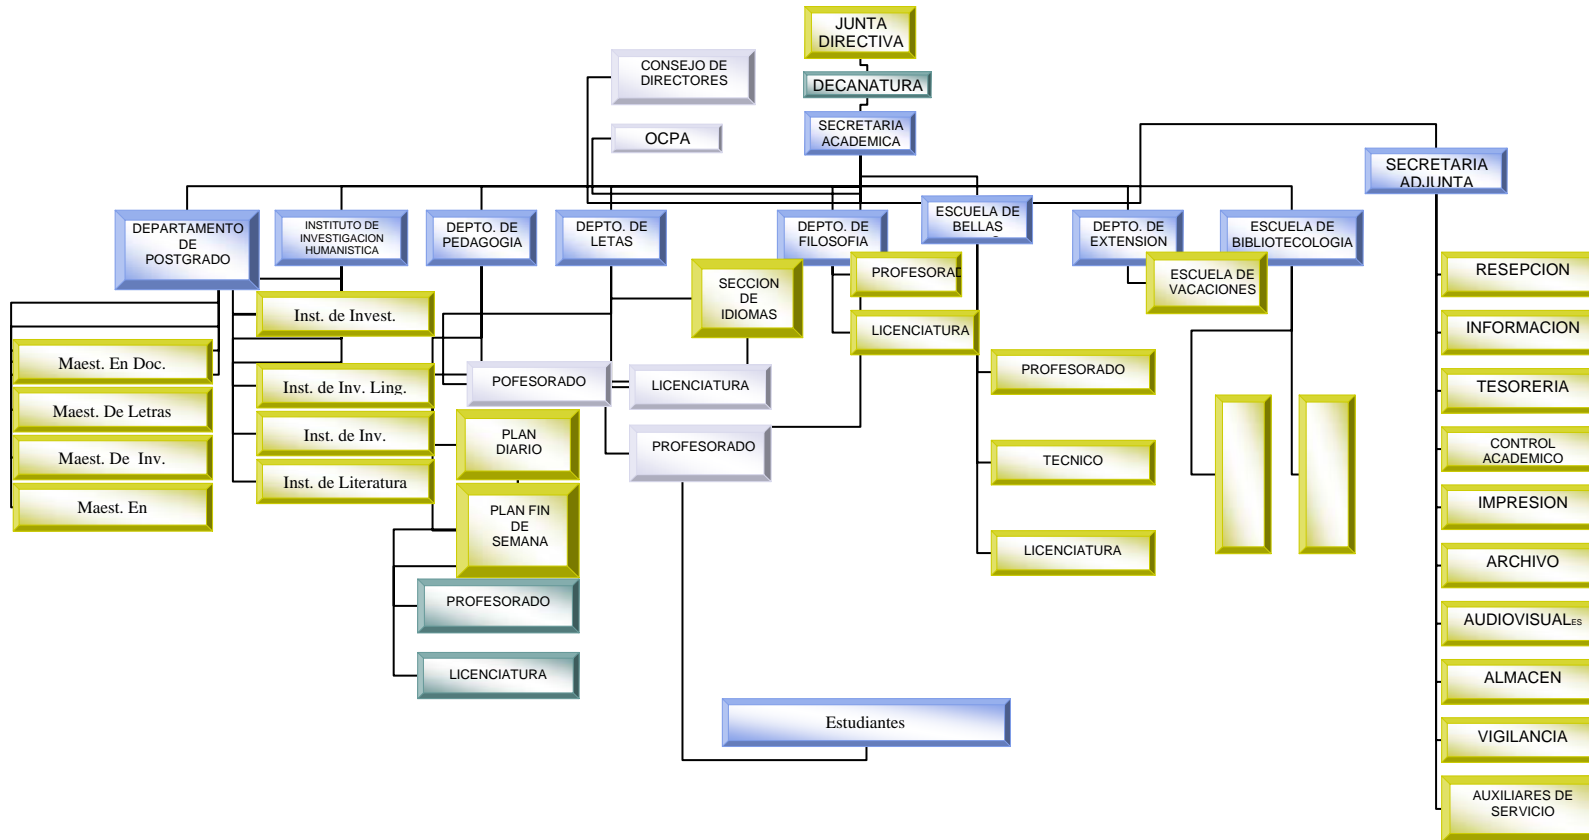 JUNTA
DIRECTIVA
CONSEJO DE
DIRECTORES
DECANATURA
OCPA
SECRETARIA
ACADEMICA
SECRETARIA
ADJUNTA
DEPARTAMENTO
DE
POSTGRADO
INSTITUTO DE
INVESTIGACION
HUMANISTICA
DEPTO. DE
PEDAGOGIA
DEPTO. DE
LETAS
DEPTO. DE
FILOSOFIA
ESCUELA DE
BELLAS
DEPTO. DE
EXTENSION
ESCUELA DE
BIBLIOTECOLOGIA
Inst. de Invest.
Inst. de Inv. Ling.
Inst. de Inv.
Inst. de Literatura
Maest. En Doc.
Maest. De Letras
Maest. De Inv.
Maest. En
SECCION
DE
IDIOMAS
PROFESORAD
LICENCIATURA
ESCUELA DE
VACACIONES
POFESORADO
LICENCIATURA
PROFESORADO
PLAN
DIARIO
PLAN FIN
DE
SEMANA
PROFESORADO
LICENCIATURA
PROFESORADO
TECNICO
LICENCIATURA
Estudiantes
RESEPCION
INFORMACION
TESORERIA
CONTROL
ACADEMICO
IMPRESION
ARCHIVO
AUDIOVISUALES
ALMACEN
VIGILANCIA
AUXILIARES DE
SERVICIO